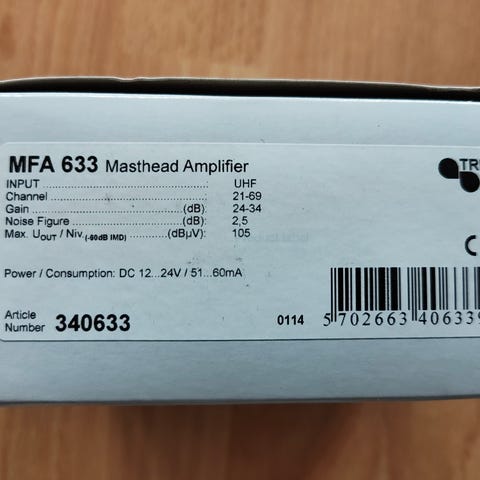 MFA 633 Masthead Amplifier
INPUT UHF
Channel 21-69
Gain (dB): 24-34
Noise Figure (dB): 2,5
Max. UOUT / Niv.(-60dB IMD) (dBµV): 105
Power / Consumption: DC 12...24V / 51...60mA
Article
Number 340633
0114
5 702663 40633